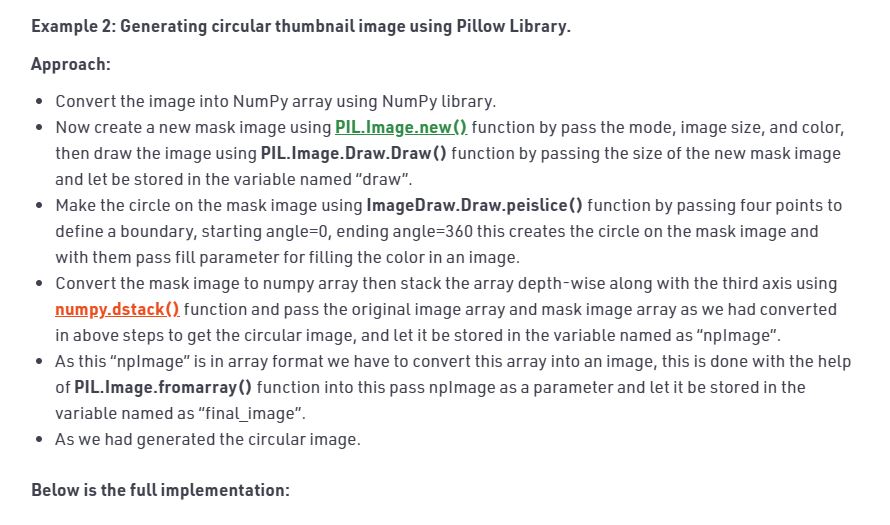 Example 2: Generating circular thumbnail image using Pillow Library.
Approach:
• Convert the image into NumPy array using NumPy library.
• Now create a new mask image using PIL.Image.new() function by pass the mode, image size, and color,
then draw the image using PIL.Image.Draw.Draw() function by passing the size of the new mask image
and let be stored in the variable named “draw”.
• Make the circle on the mask image using ImageDraw.Draw.peislice() function by passing four points to
define a boundary, starting angle=0, ending angle=360 this creates the circle on the mask image and
with them pass fill parameter for filling the color in an image.
• Convert the mask image to numpy array then stack the array depth-wise along with the third axis using
numpy.dstack() function and pass the original image array and mask image array as we had converted
in above steps to get the circular image, and let it be stored in the variable named as “npImage”.
• As this “npImage” is in array format we have to convert this array into an image, this is done with the help
of PIL.Image.fromarray() function into this pass npImage as a parameter and let it be stored in the
variable named as “final_image”.
• As we had generated the circular image.
Below is the full implementation: